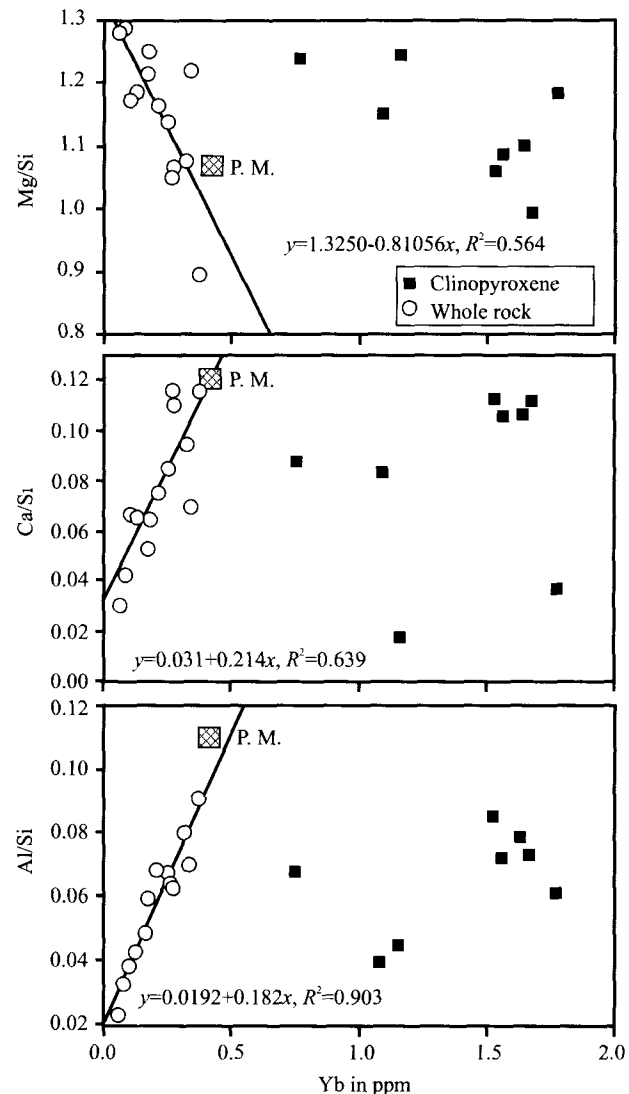 1.3
1.2
1.1
1.0
0.9
0.8
Mg/Si
P. M.
y=1.3250-0.81056x, R²=0.564
Clinopyroxene
Whole rock
0.12
0.10
0.08
0.06
0.04
0.02
0.00
Ca/Si
P. M.
y=0.031+0.214x, R²=0.639
0.12
0.10
0.08
0.06
0.04
0.02
Al/Si
P. M.
y=0.0192+0.182x, R²=0.903
0.0 0.5 1.0 1.5 2.0
Yb in ppm